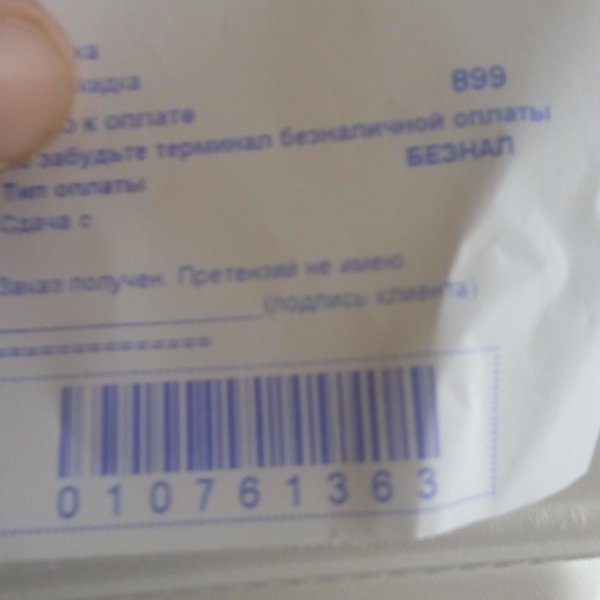 899
к оплате
забудьте терминал безналичной оплаты
Тип оплаты БЕЗНАЛ
Сдача с
Заказ получен. Претензий не имею
(подпись клиента)
010761363